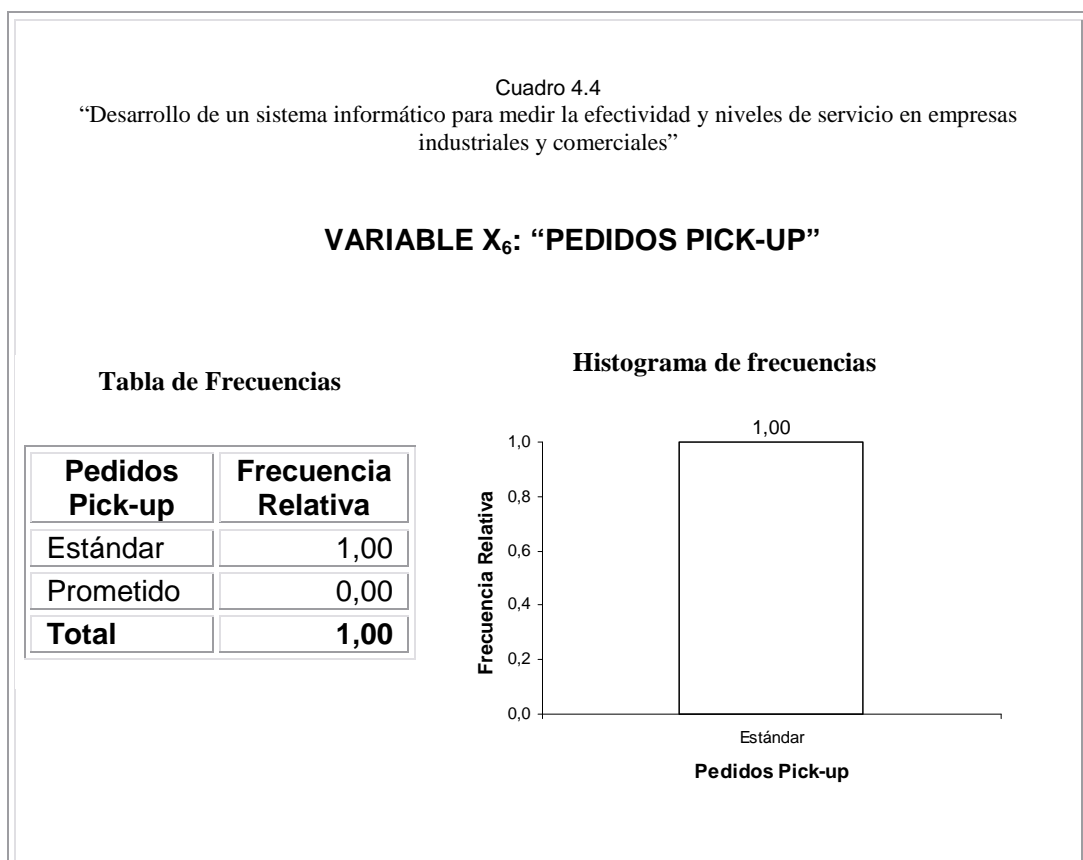 Cuadro 4.4
“Desarrollo de un sistema informático para medir la efectividad y niveles de servicio en empresas
industriales y comerciales”
VARIABLE X₆: “PEDIDOS PICK-UP”
Tabla de Frecuencias
Pedidos Pick-up Frecuencia Relativa
Estándar 1,00
Prometido 0,00
Total 1,00
Histograma de frecuencias
1,00
1,0
0,8
0,6
0,4
0,2
0,0
Frecuencia Relativa
Estándar
Pedidos Pick-up